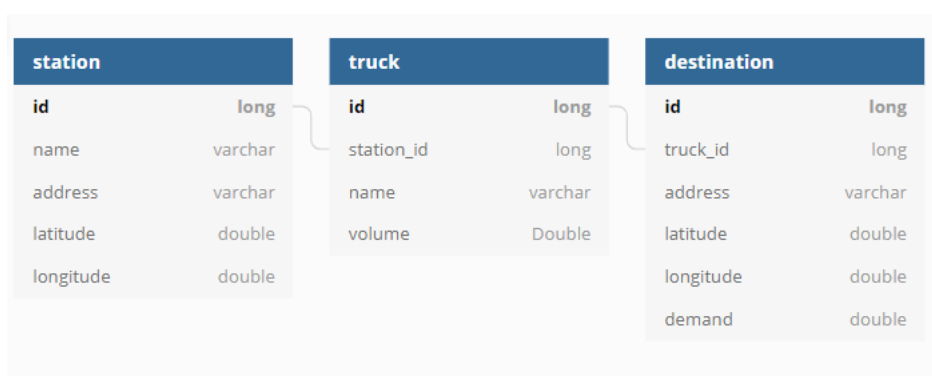 station
id long
name varchar
address varchar
latitude double
longitude double
truck
id long
station_id long
name varchar
volume Double
destination
id long
truck_id long
address varchar
latitude double
longitude double
demand double